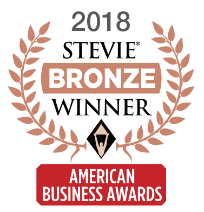 2018
STEVIE®
BRONZE
WINNER
AMERICAN
BUSINESS AWARDS